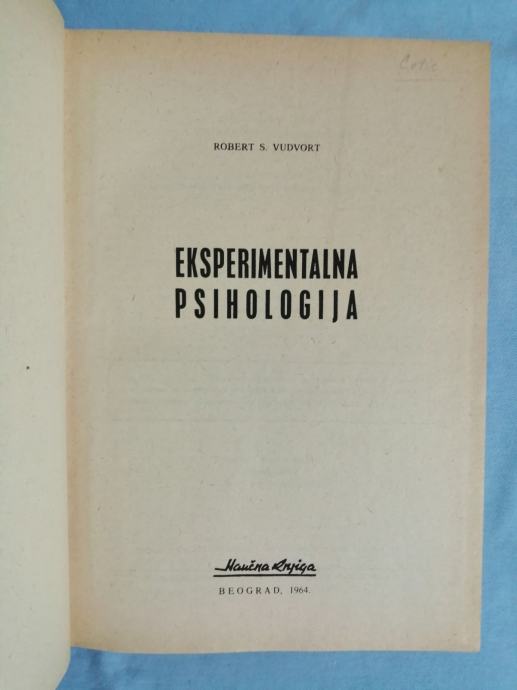 ROBERT S. VUDVORT
EKSPERIMENTALNA
PSIHOLOGIJA
Naučna Knjiga
BEOGRAD, 1964.